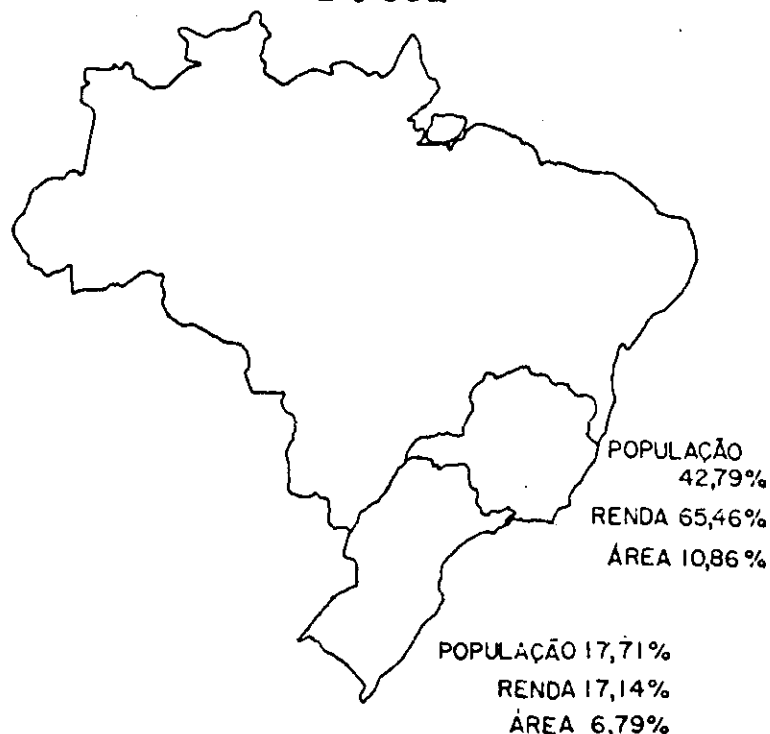 POPULAÇÃO
42,79%
RENDA 65,46%
ÁREA 10,86%
POPULAÇÃO 17,71%
RENDA 17,14%
ÁREA 6,79%